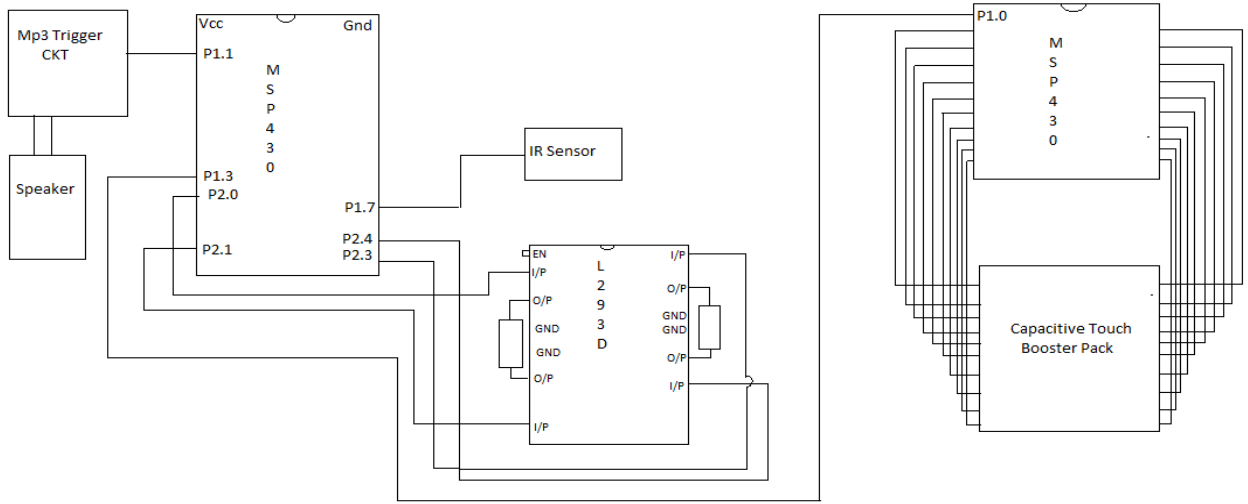 Mp3 Trigger
CKT
Speaker
Vcc
Gnd
P1.1
M
S
P
4
3
0
P1.3
P2.0
P2.1
P1.7
P2.4
P2.3
IR Sensor
EN
I/P
O/P
GND
GND
O/P
I/P
L
2
9
3
D
I/P
O/P
GND
GND
O/P
I/P
P1.0
M
S
P
4
3
0
Capacitive Touch
Booster Pack